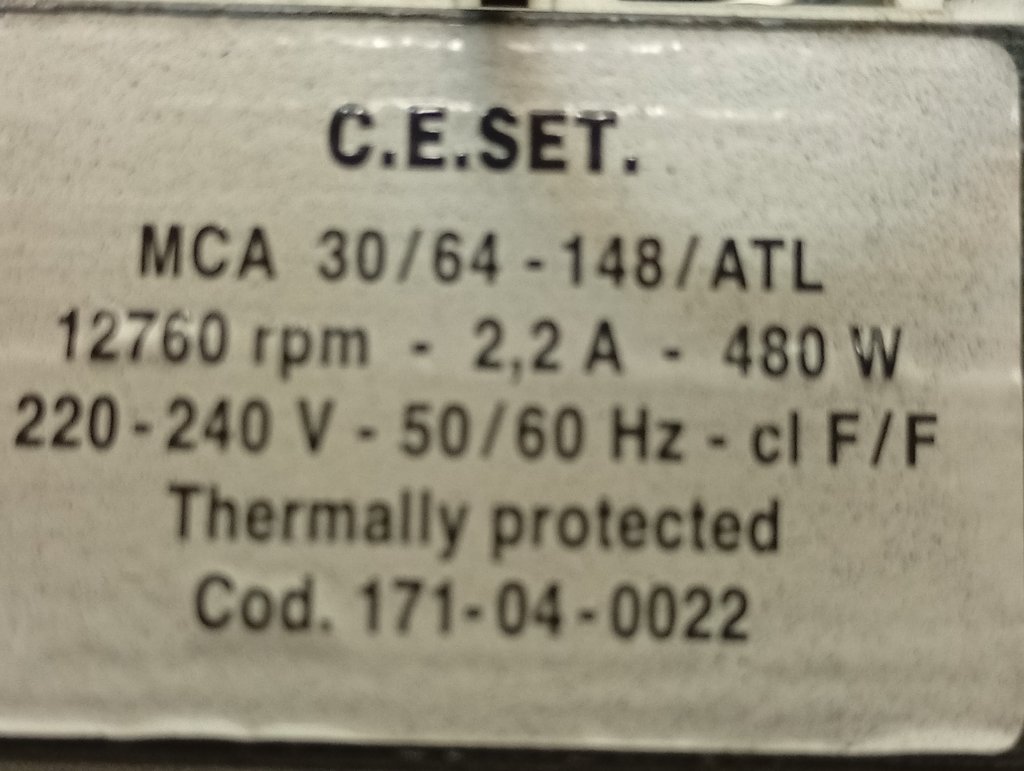 C.E.SET.
MCA 30/64 - 148/ATL
12760 rpm - 2,2 A - 480 W
220-240 V - 50/60 Hz - cl F/F
Thermally protected
Cod. 171-04-0022